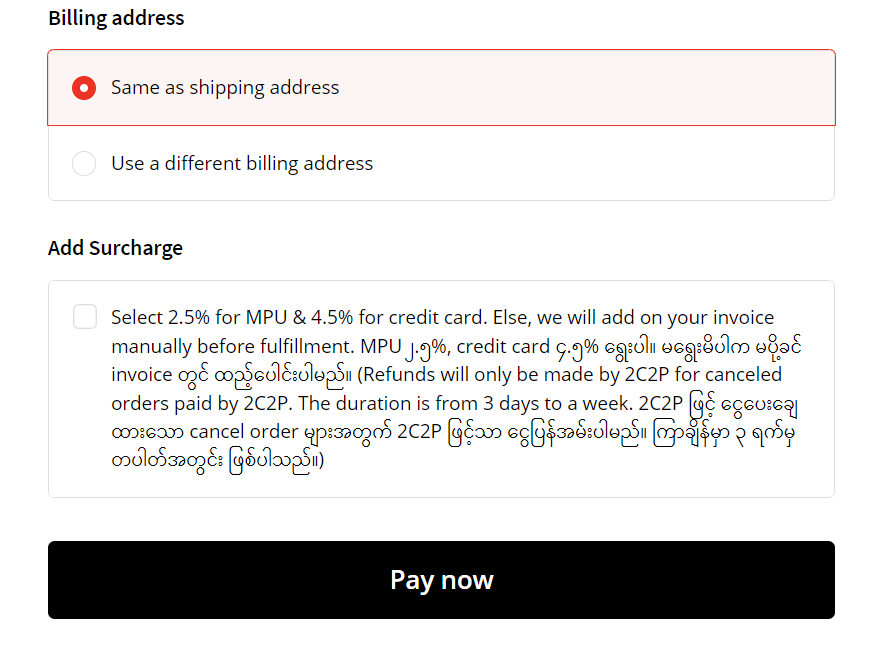 Billing address
Same as shipping address
Use a different billing address
Add Surcharge
Select 2.5% for MPU & 4.5% for credit card. Else, we will add on your invoice
manually before fulfillment. MPU ၂.၅%, credit card ၄.၅% ရွေးပါ။ မရွေးမိပါက မပို့ခင်
invoice တွင် ထည့်ပေါင်းပါမည်။ (Refunds will only be made by 2C2P for canceled
orders paid by 2C2P. The duration is from 3 days to a week. 2C2P ဖြင့် ငွေပေးချေ
ထားသော cancel order များအတွက် 2C2P ဖြင့်သာ ငွေပြန်အမ်းပါမည်။ ကြာချိန်မှာ ၃ ရက်မှ
တပါတ်အတွင်း ဖြစ်ပါသည်။)
Pay now